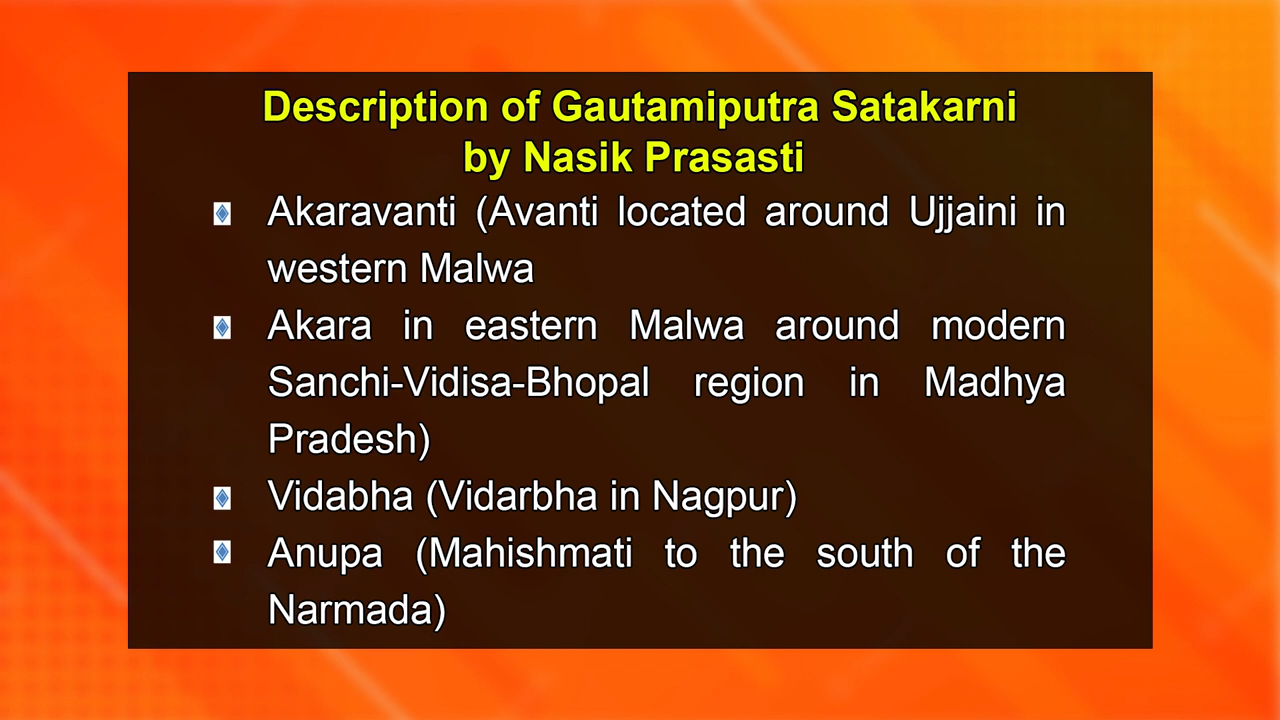 Description of Gautamiputra Satakarni
by Nasik Prasasti
Akaravanti (Avanti located around Ujjaini in
western Malwa
Akara in eastern Malwa around modern
Sanchi-Vidisa-Bhopal region in Madhya
Pradesh)
Vidabha (Vidarbha in Nagpur)
Anupa (Mahishmati to the south of the
Narmada)